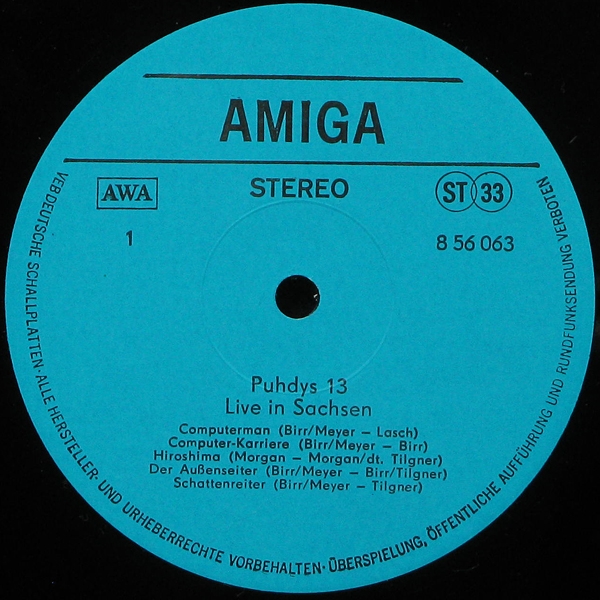 AMIGA
AWA
STEREO
ST 33
1
8 56 063
Puhdys 13
Live in Sachsen
Computerman (Birr/Meyer – Lasch)
Computer-Karriere (Birr/Meyer – Birr)
Hiroshima (Morgan – Morgan/dt. Tilgner)
Der Außenseiter (Birr/Meyer – Birr/Tilgner)
Schattenreiter (Birr/Meyer – Tilgner)
VEB DEUTSCHE SCHALLPLATTEN · ALLE HERSTELLER- UND URHEBERRECHTE VORBEHALTEN · ÜBERSPIELUNG, ÖFFENTLICHE AUFFÜHRUNG UND RUNDFUNKSENDUNG VERBOTEN